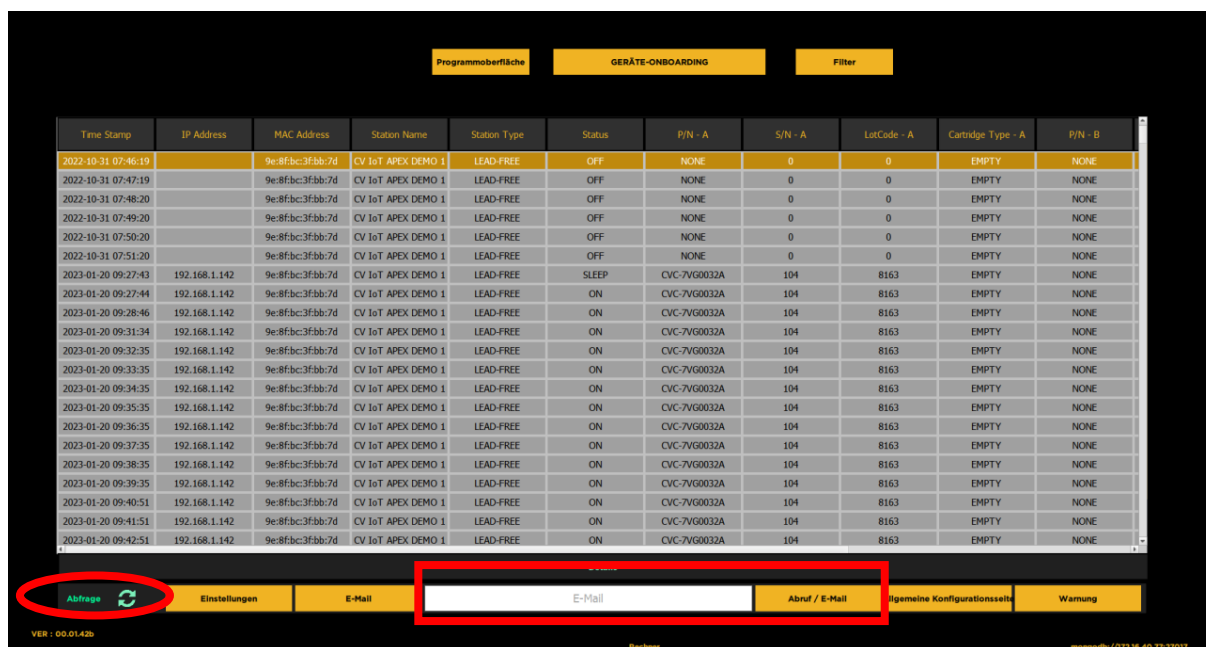 Programmoberfläche GERÄTE-ONBOARDING Filter
Time Stamp IP Address MAC Address Station Name Station Type Status P/N - A S/N - A LotCode - A Cartridge Type - A P/N - B
2022-10-31 07:46:19 9e:8f:bc:3f:bb:7d CV IoT APEX DEMO 1 LEAD-FREE OFF NONE 0 0 EMPTY NONE
2022-10-31 07:47:19 9e:8f:bc:3f:bb:7d CV IoT APEX DEMO 1 LEAD-FREE OFF NONE 0 0 EMPTY NONE
2022-10-31 07:48:20 9e:8f:bc:3f:bb:7d CV IoT APEX DEMO 1 LEAD-FREE OFF NONE 0 0 EMPTY NONE
2022-10-31 07:49:20 9e:8f:bc:3f:bb:7d CV IoT APEX DEMO 1 LEAD-FREE OFF NONE 0 0 EMPTY NONE
2022-10-31 07:50:20 9e:8f:bc:3f:bb:7d CV IoT APEX DEMO 1 LEAD-FREE OFF NONE 0 0 EMPTY NONE
2022-10-31 07:51:20 9e:8f:bc:3f:bb:7d CV IoT APEX DEMO 1 LEAD-FREE OFF NONE 0 0 EMPTY NONE
2023-01-20 09:27:43 192.168.1.142 9e:8f:bc:3f:bb:7d CV IoT APEX DEMO 1 LEAD-FREE SLEEP CVC-7VG0032A 104 8163 EMPTY NONE
2023-01-20 09:27:44 192.168.1.142 9e:8f:bc:3f:bb:7d CV IoT APEX DEMO 1 LEAD-FREE ON CVC-7VG0032A 104 8163 EMPTY NONE
2023-01-20 09:28:46 192.168.1.142 9e:8f:bc:3f:bb:7d CV IoT APEX DEMO 1 LEAD-FREE ON CVC-7VG0032A 104 8163 EMPTY NONE
2023-01-20 09:31:34 192.168.1.142 9e:8f:bc:3f:bb:7d CV IoT APEX DEMO 1 LEAD-FREE ON CVC-7VG0032A 104 8163 EMPTY NONE
2023-01-20 09:32:35 192.168.1.142 9e:8f:bc:3f:bb:7d CV IoT APEX DEMO 1 LEAD-FREE ON CVC-7VG0032A 104 8163 EMPTY NONE
2023-01-20 09:33:35 192.168.1.142 9e:8f:bc:3f:bb:7d CV IoT APEX DEMO 1 LEAD-FREE ON CVC-7VG0032A 104 8163 EMPTY NONE
2023-01-20 09:34:35 192.168.1.142 9e:8f:bc:3f:bb:7d CV IoT APEX DEMO 1 LEAD-FREE ON CVC-7VG0032A 104 8163 EMPTY NONE
2023-01-20 09:35:35 192.168.1.142 9e:8f:bc:3f:bb:7d CV IoT APEX DEMO 1 LEAD-FREE ON CVC-7VG0032A 104 8163 EMPTY NONE
2023-01-20 09:36:35 192.168.1.142 9e:8f:bc:3f:bb:7d CV IoT APEX DEMO 1 LEAD-FREE ON CVC-7VG0032A 104 8163 EMPTY NONE
2023-01-20 09:37:35 192.168.1.142 9e:8f:bc:3f:bb:7d CV IoT APEX DEMO 1 LEAD-FREE ON CVC-7VG0032A 104 8163 EMPTY NONE
2023-01-20 09:38:35 192.168.1.142 9e:8f:bc:3f:bb:7d CV IoT APEX DEMO 1 LEAD-FREE ON CVC-7VG0032A 104 8163 EMPTY NONE
2023-01-20 09:39:35 192.168.1.142 9e:8f:bc:3f:bb:7d CV IoT APEX DEMO 1 LEAD-FREE ON CVC-7VG0032A 104 8163 EMPTY NONE
2023-01-20 09:40:51 192.168.1.142 9e:8f:bc:3f:bb:7d CV IoT APEX DEMO 1 LEAD-FREE ON CVC-7VG0032A 104 8163 EMPTY NONE
2023-01-20 09:41:51 192.168.1.142 9e:8f:bc:3f:bb:7d CV IoT APEX DEMO 1 LEAD-FREE ON CVC-7VG0032A 104 8163 EMPTY NONE
2023-01-20 09:42:51 192.168.1.142 9e:8f:bc:3f:bb:7d CV IoT APEX DEMO 1 LEAD-FREE ON CVC-7VG0032A 104 8163 EMPTY NONE
Abfrage Einstellungen E-Mail E-Mail Abruf / E-Mail llgemeine Konfigurationsseite Warnung
VER : 00.01.42b